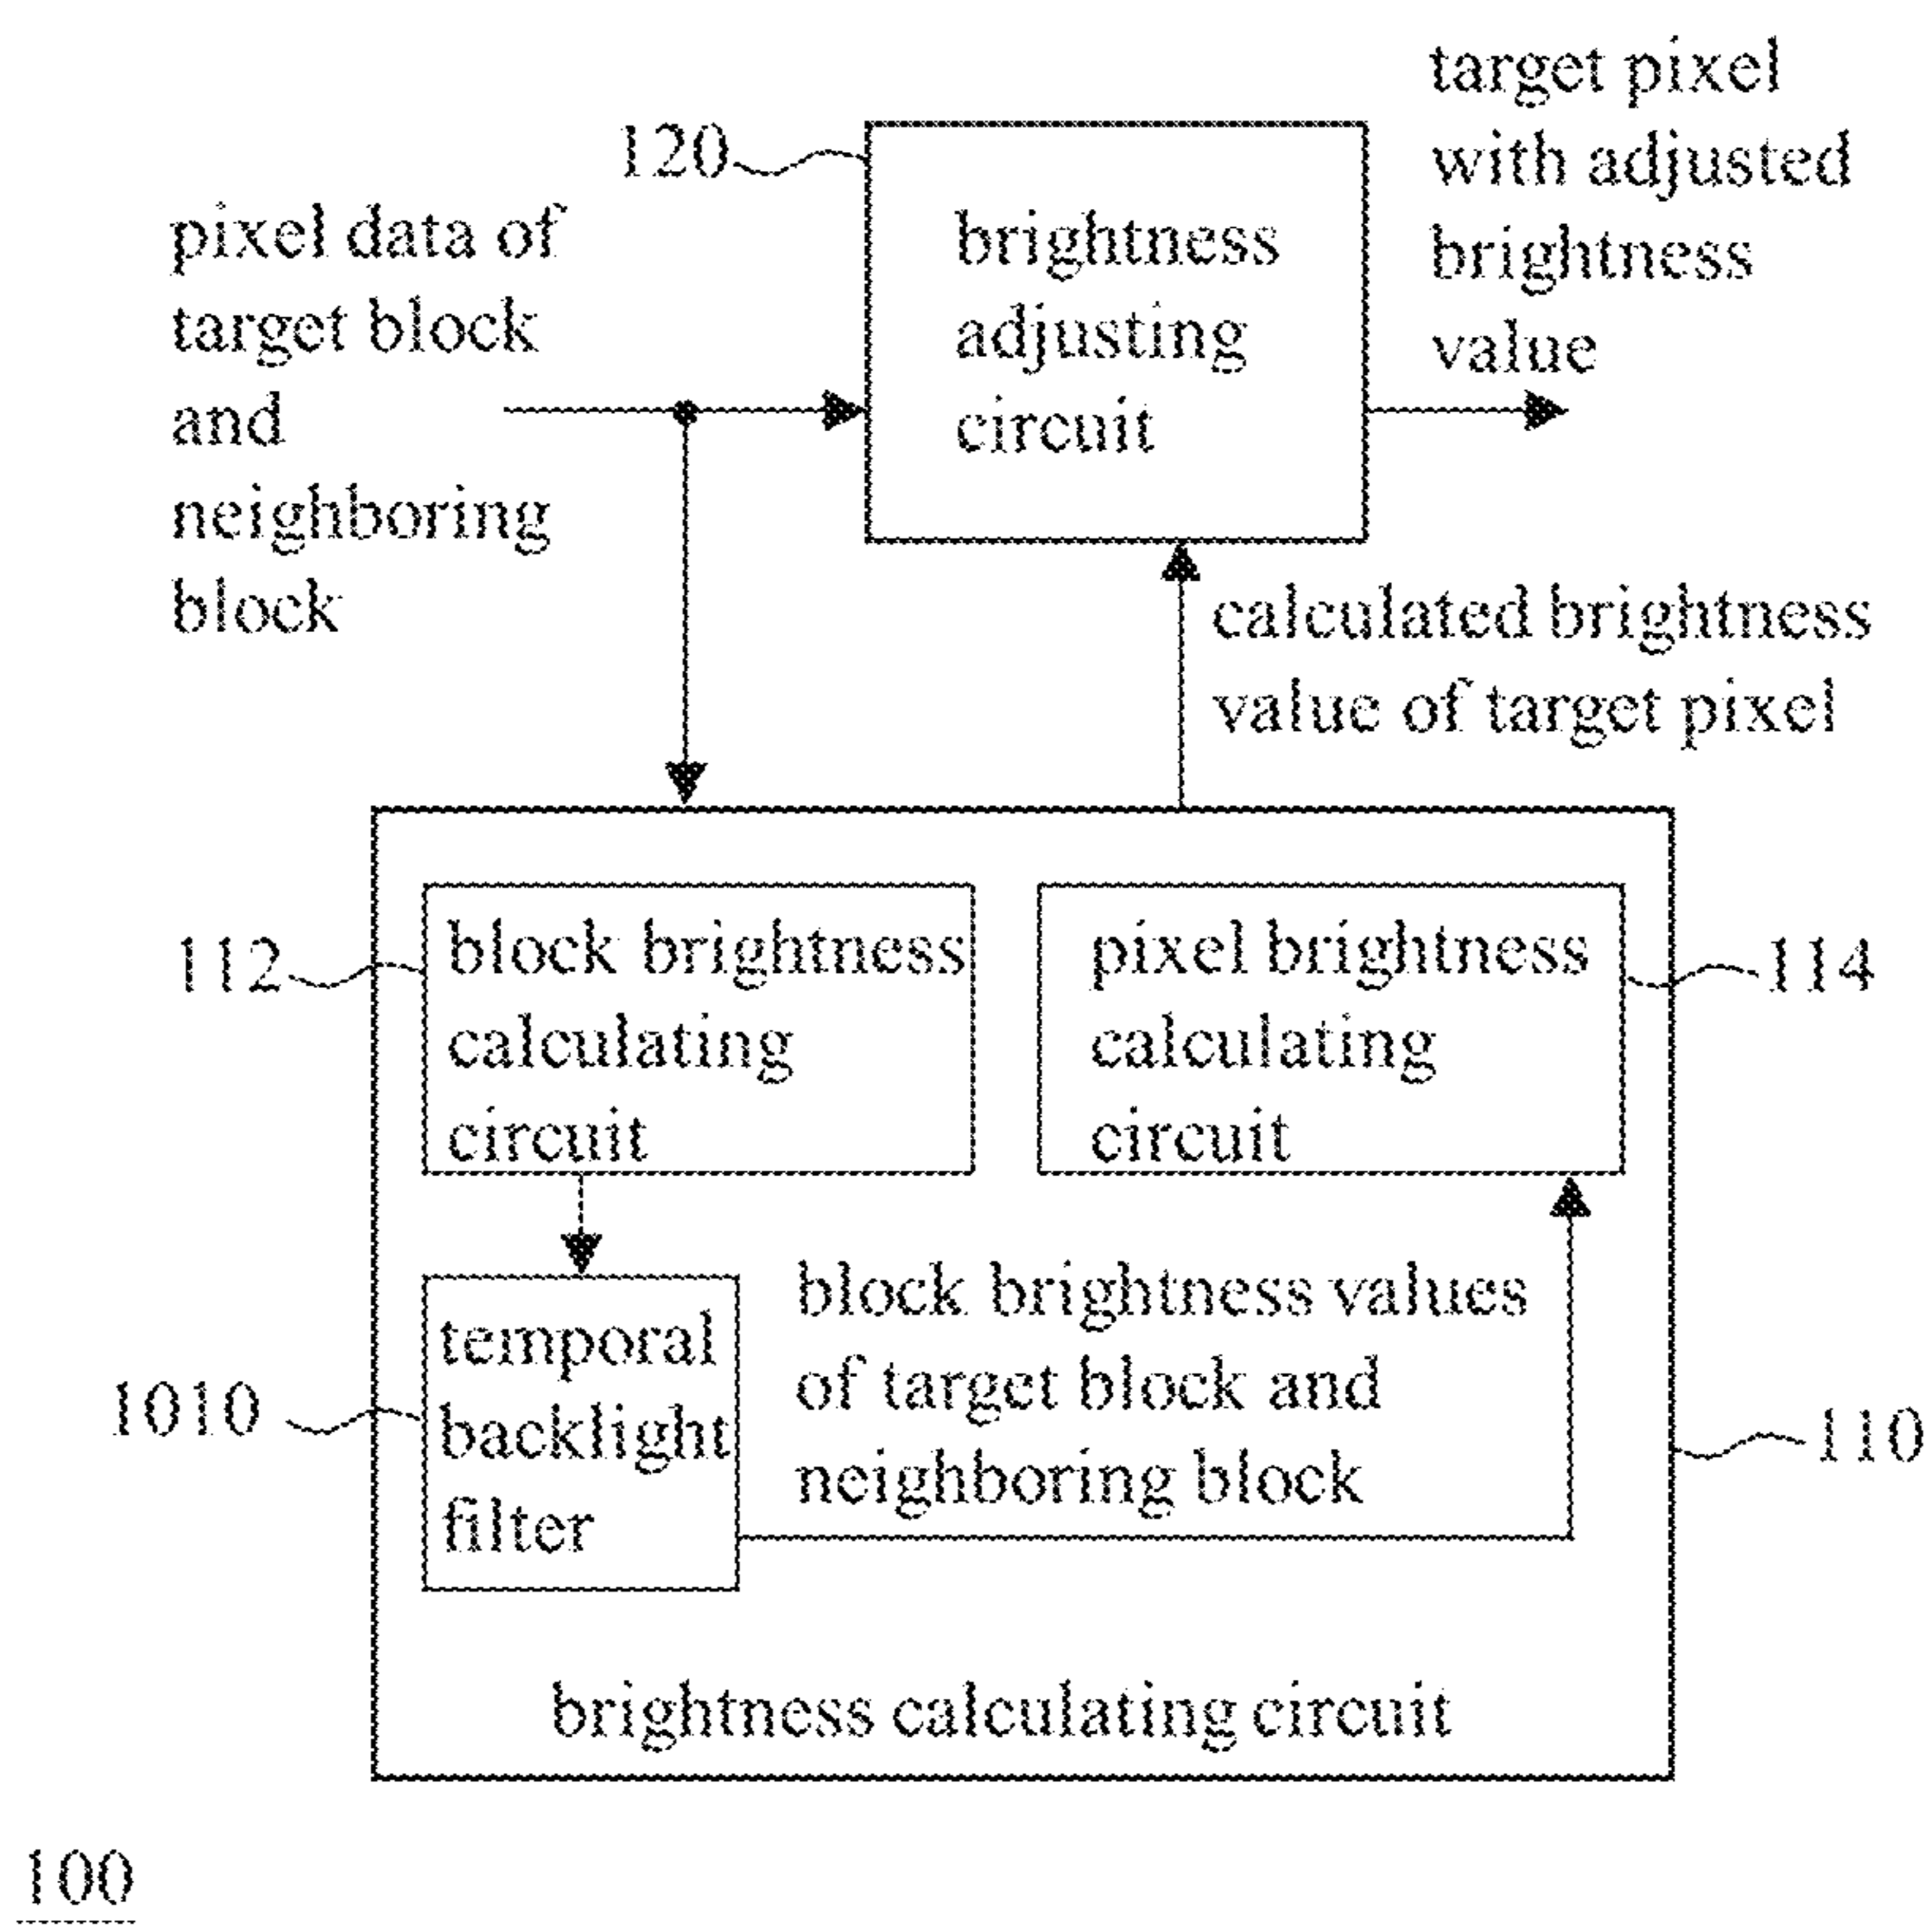 target pixel
with adjusted
brightness
value
120
pixel data of
target block
and
neighboring
block
brightness
adjusting
circuit
calculated brightness
value of target pixel
112
block brightness
calculating
circuit
pixel brightness
calculating
circuit
114
1010
temporal
backlight
filter
block brightness values
of target block and
neighboring block
110
brightness calculating circuit
100